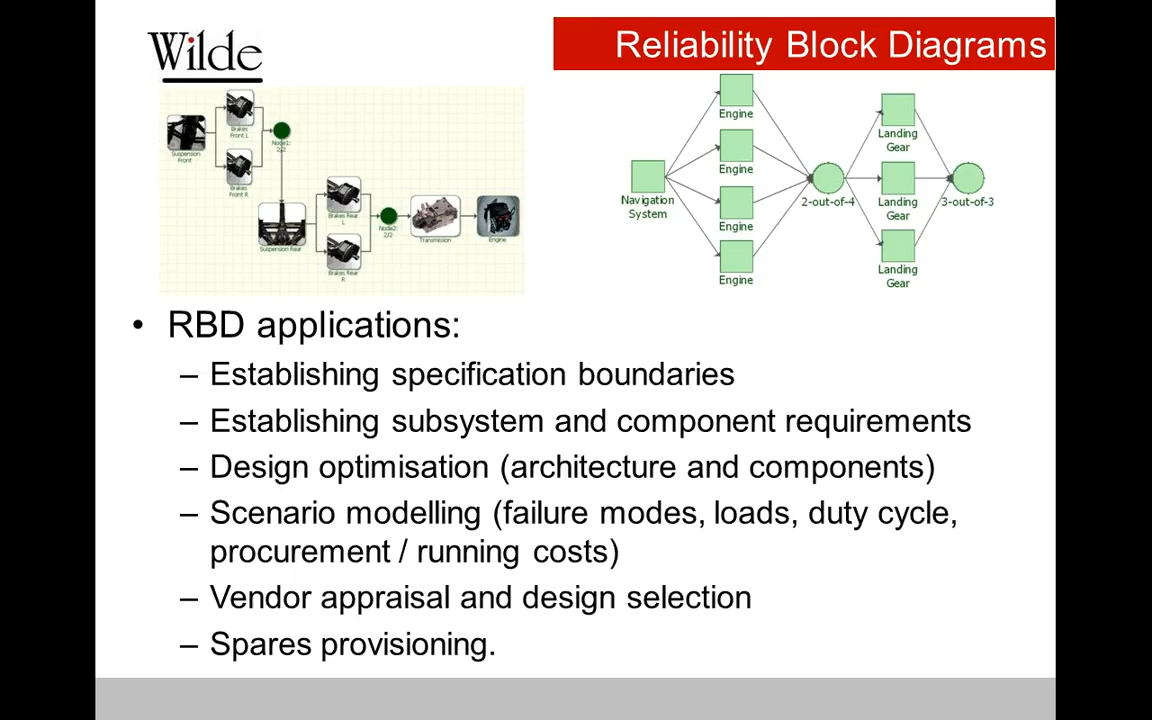 Wilde
Reliability Block Diagrams
Suspension
Front
Brakes
Front L
Brakes
Front R
Node1:
2/2
Suspension Rear
Brakes Rear
L
Brakes Rear
R
Node2:
2/2
Transmission
Engine
Navigation
System
Engine
Engine
Engine
Engine
2-out-of-4
Landing
Gear
Landing
Gear
Landing
Gear
3-out-of-3
• RBD applications:
– Establishing specification boundaries
– Establishing subsystem and component requirements
– Design optimisation (architecture and components)
– Scenario modelling (failure modes, loads, duty cycle,
procurement / running costs)
– Vendor appraisal and design selection
– Spares provisioning.